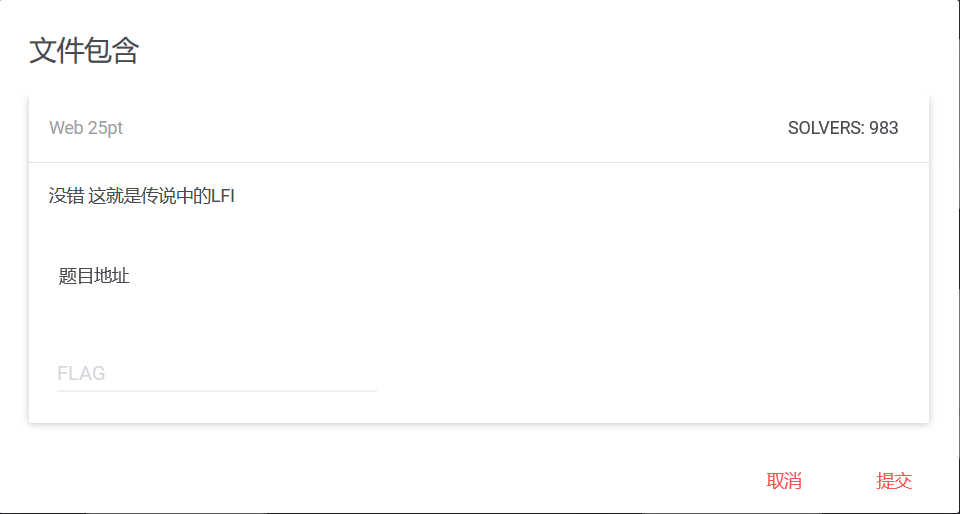 文件包含
Web 25pt
SOLVERS: 983
没错 这就是传说中的LFI
题目地址
FLAG
取消
提交